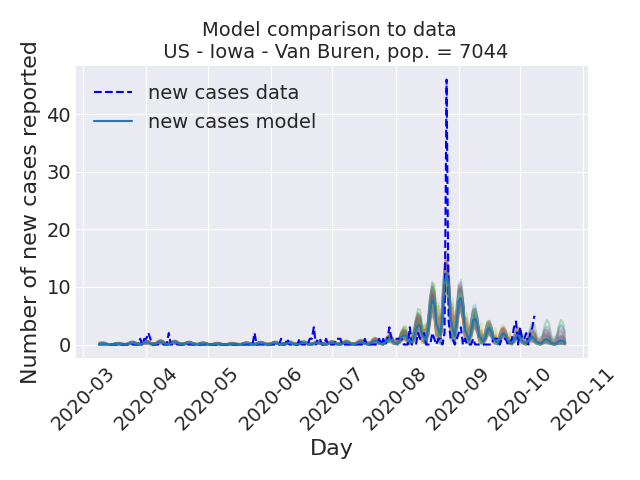 Model comparison to data
US - Iowa - Van Buren, pop. = 7044
Number of new cases reported
new cases data
new cases model
40
30
20
10
0
2020-03
2020-04
2020-05
2020-06
2020-07
2020-08
2020-09
2020-10
2020-11
Day